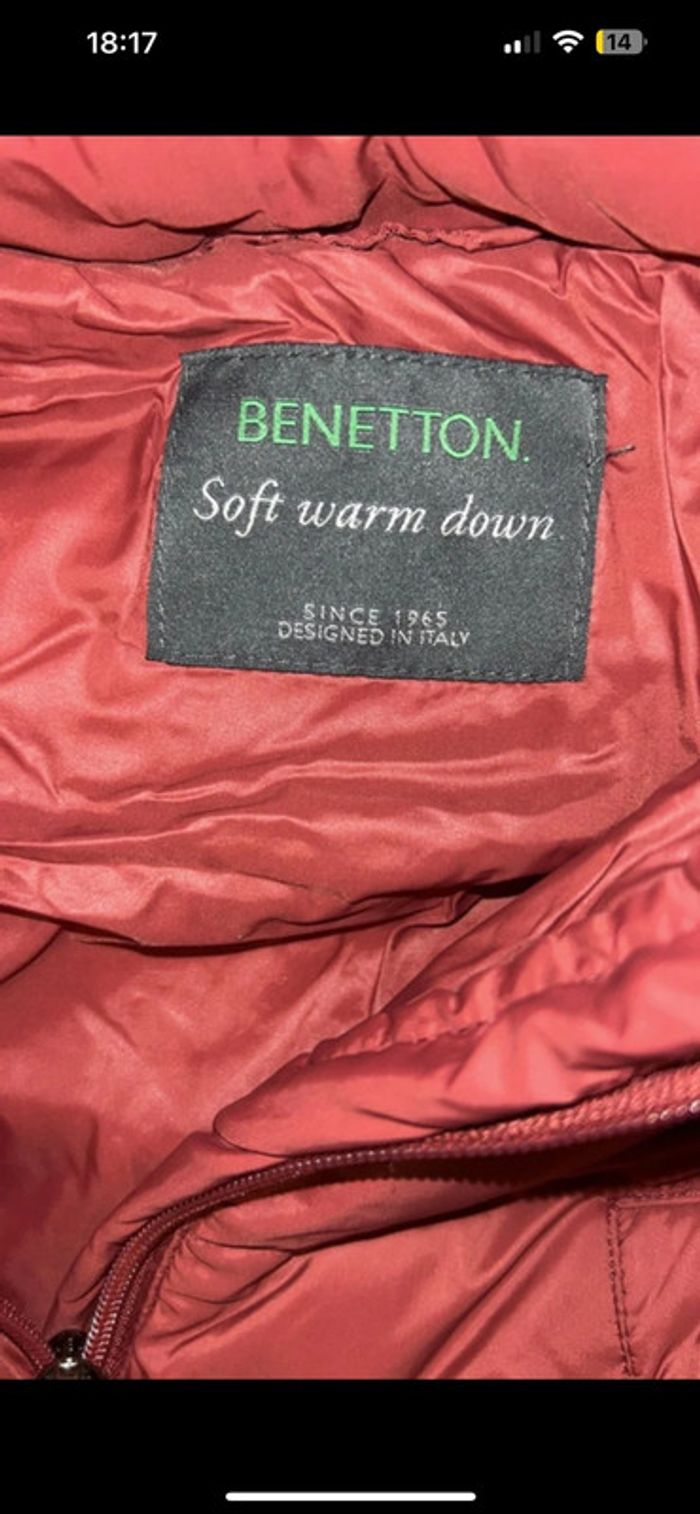 18:17
14
BENETTON.
Soft warm down
SINCE 1965
DESIGNED IN ITALY